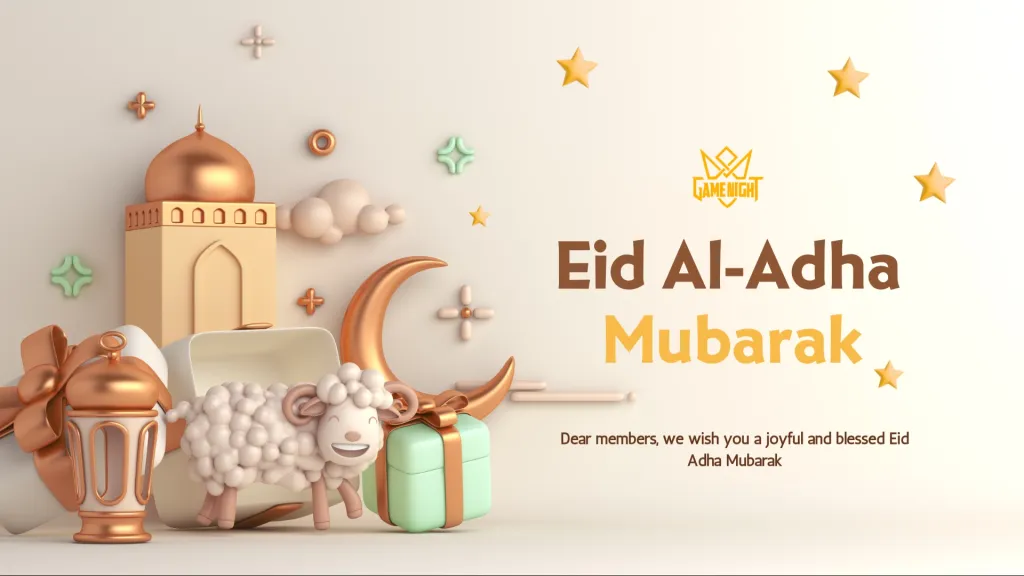 GAME NIGHT
Eid Al-Adha
Mubarak
Dear members, we wish you a joyful and blessed Eid
Adha Mubarak